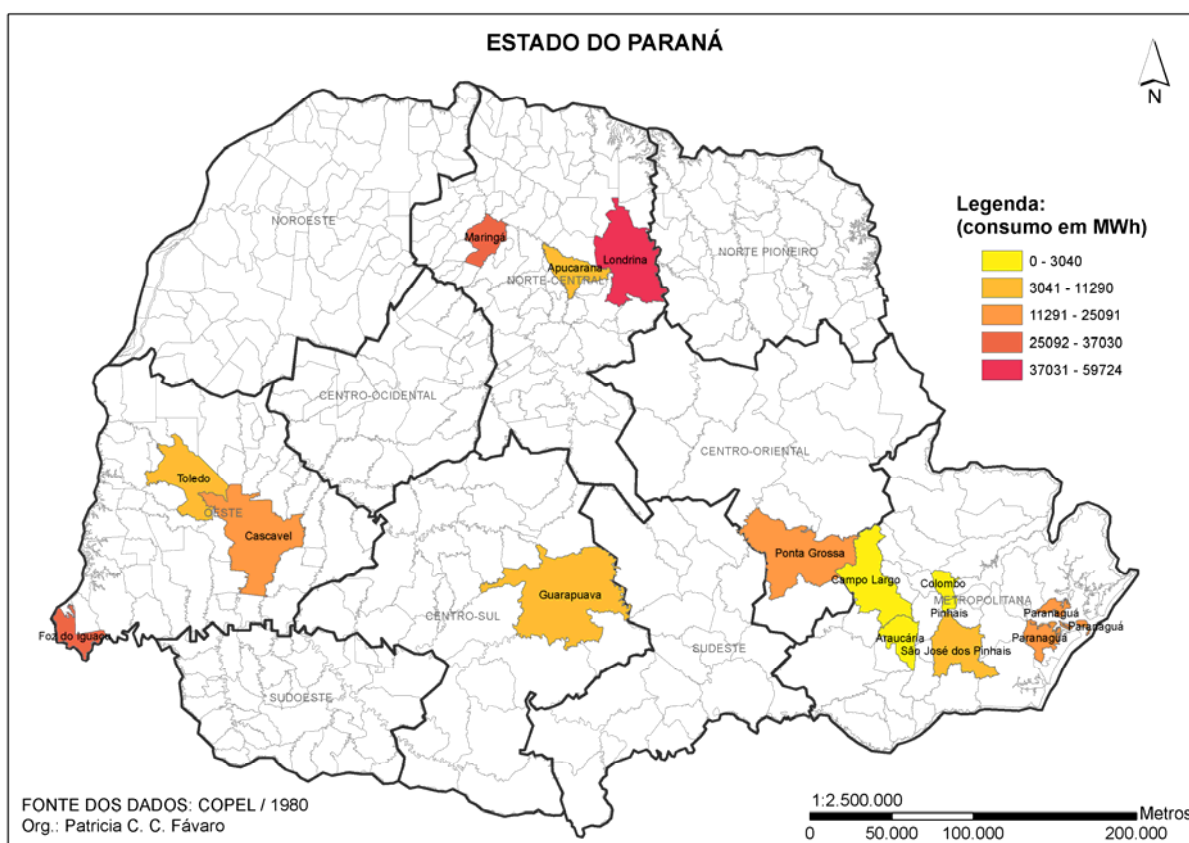 ESTADO DO PARANÁ
N
NOROESTE
Maringá
Apucarana
Londrina
NORTE-CENTRAL
NORTE PIONEIRO
Legenda:
(consumo em MWh)
0 - 3040
3041 - 11290
11291 - 25091
25092 - 37030
37031 - 59724
CENTRO-OCIDENTAL
CENTRO-ORIENTAL
Toledo
OESTE
Cascavel
Ponta Grossa
Campo Largo
Colombo
METROPOLITANA
Pinhais
Guarapuava
CENTRO-SUL
Paranaguá
Paranaguá
Paranaguá
Foz do Iguaçu
Araucária
São José dos Pinhais
SUDESTE
SUDOESTE
FONTE DOS DADOS: COPEL / 1980
Org.: Patricia C. C. Fávaro
1:2.500.000
Metros
0 50.000 100.000 200.000